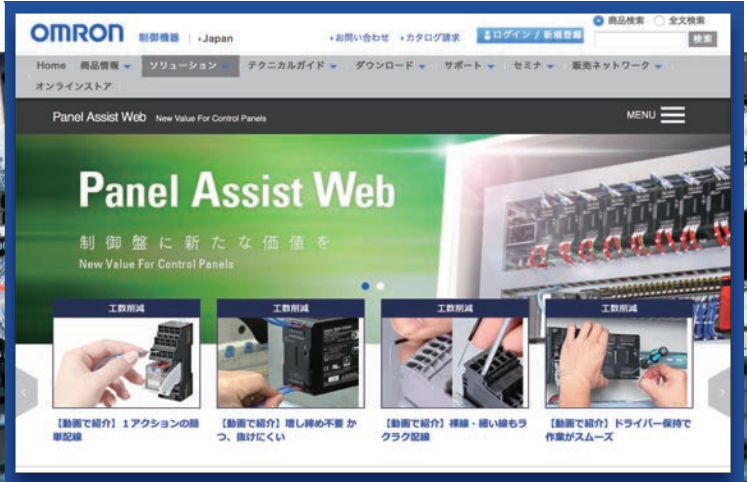 OMRON 制御機器 Japan
お問い合わせ カタログ請求 ログイン / 新規登録
商品検索 全文検索
検索
Home 商品情報 ソリューション テクニカルガイド ダウンロード サポート セミナ 販売ネットワーク
オンラインストア
Panel Assist Web New Value For Control Panels
MENU
Panel Assist Web
制御盤に新たな価値を
New Value For Control Panels
工数削減
【動画で紹介】1アクションの簡
単配線
工数削減
【動画で紹介】増し締め不要 か
つ、抜けにくい
工数削減
【動画で紹介】裸線・細い線もラ
クラク配線
工数削減
【動画で紹介】ドライバー保持で
作業がスムーズ